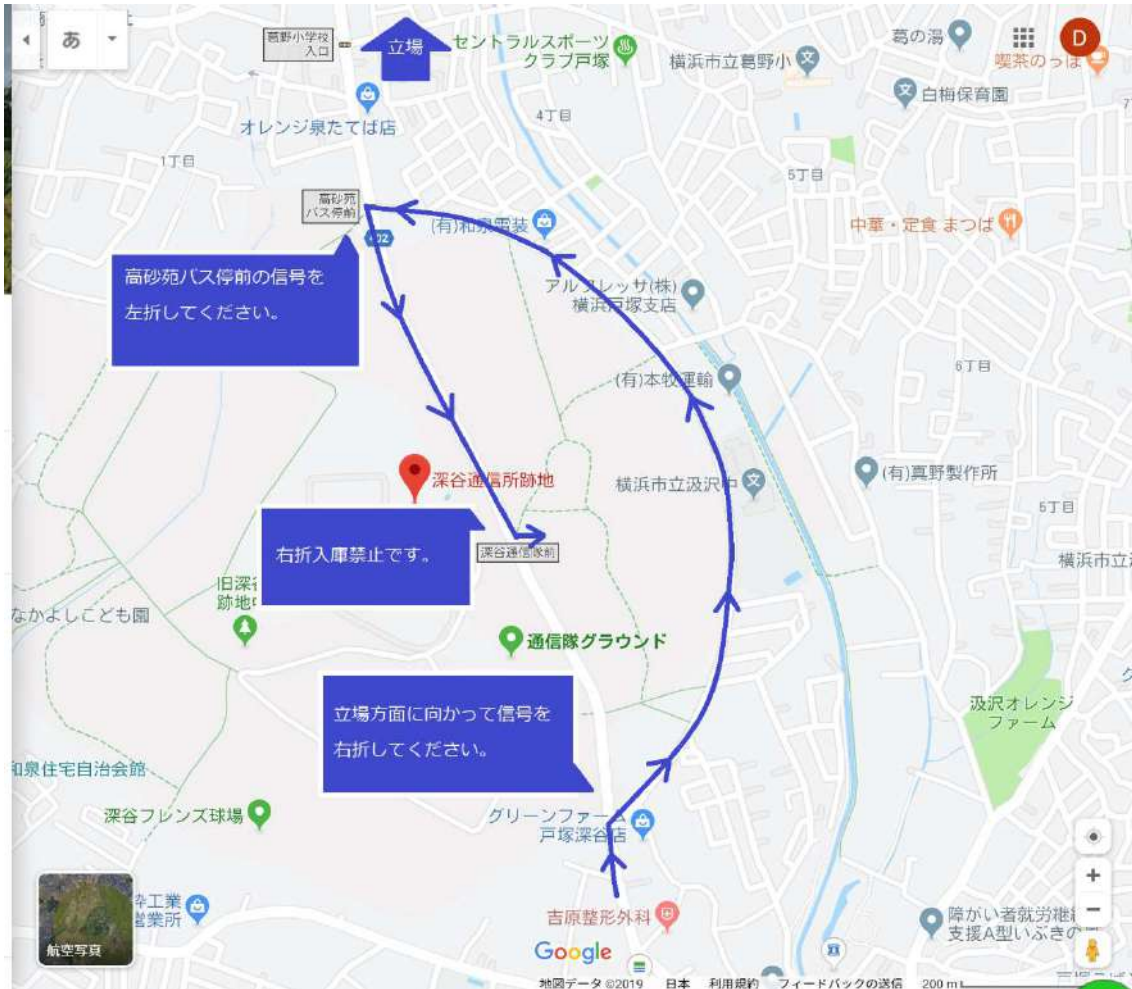 あ
葛野小学校
入口
立場
セントラルスポーツ
クラブ戸塚
横浜市立葛野小
葛の湯
D
喫茶のっぽ
白梅保育園
オレンジ泉たてば店
4丁目
1丁目
5丁目
高砂苑
バス停前
(有)和泉電装
402
中華・定食 まつば
高砂苑バス停前の信号を
左折してください。
アルフレッサ(株)
横浜戸塚支店
(有)本牧運輸
6丁目
深谷通信所跡地
横浜市立汲沢中
(有)真野製作所
5丁目
右折入庫禁止です。
深谷通信隊前
横浜市立
旧深谷
跡地
なかよしこども園
通信隊グラウンド
立場方面に向かって信号を
右折してください。
汲沢オレンジ
ファーム
和泉住宅自治会館
深谷フレンズ球場
グリーンファーム
戸塚深谷店
工業
営業所
吉原整形外科
障がい者就労継続
支援A型いぶきの
航空写真
Google
地図データ ©2019 日本 利用規約 フィードバックの送信 200 m